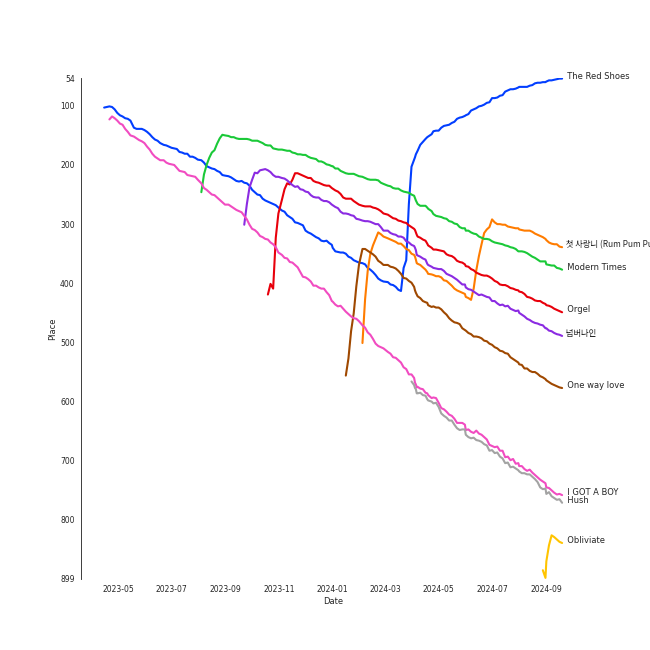 54
100
200
300
400
500
600
700
800
899
Place
2023-05
2023-07
2023-09
2023-11
2024-01
2024-03
2024-05
2024-07
2024-09
Date
The Red Shoes
첫 사랑니 (Rum Pum Pu
Modern Times
Orgel
넘버나인
One way love
I GOT A BOY
Hush
Obliviate